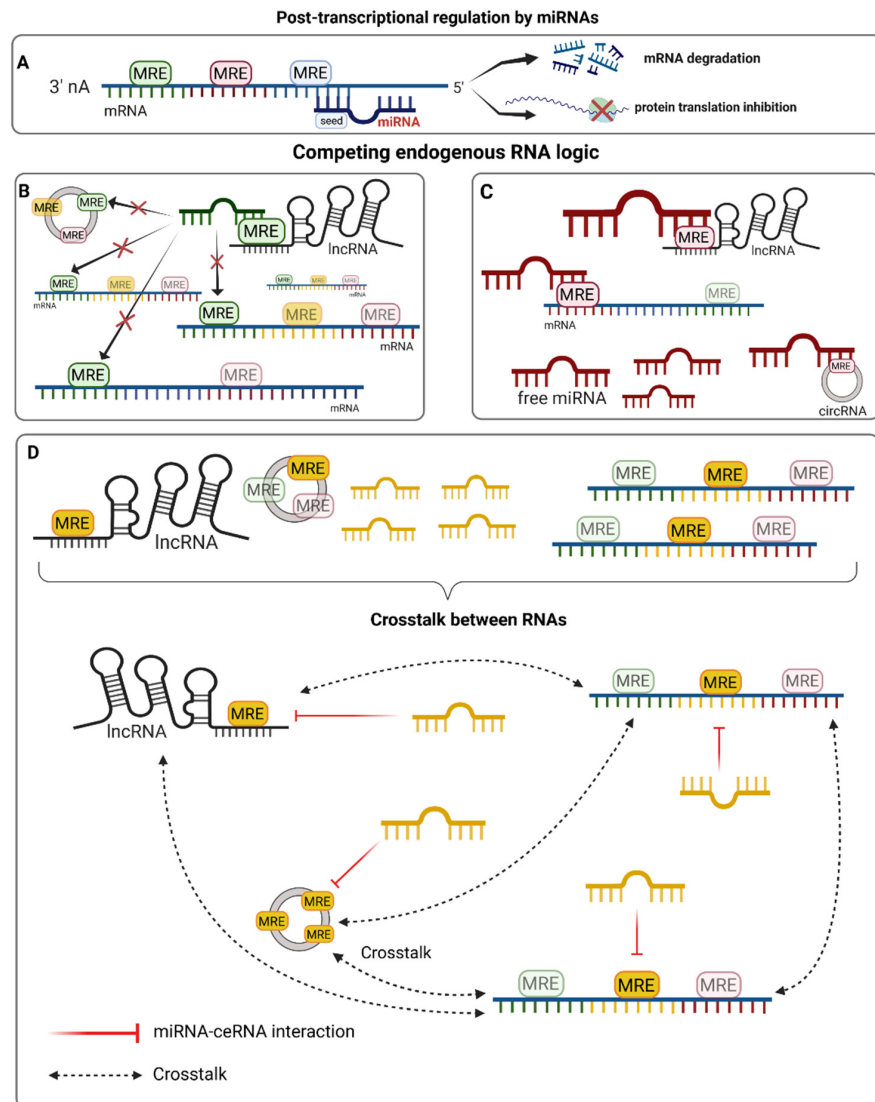 Post-transcriptional regulation by miRNAs
A
MRE MRE MRE
3' nA
5'
mRNA
seed
miRNA
mRNA degradation
protein translation inhibition
Competing endogenous RNA logic
B
MRE
MRE
MRE
MRE
lncRNA
MRE MRE MRE
mRNA
MRE MRE MRE
mRNA
MRE MRE MRE
mRNA
MRE MRE
mRNA
C
MRE
lncRNA
MRE MRE
mRNA
free miRNA
MRE
circRNA
D
MRE
lncRNA
MRE
MRE
MRE
MRE MRE MRE
MRE MRE MRE
Crosstalk between RNAs
lncRNA
MRE
MRE MRE MRE
MRE
MRE
MRE
Crosstalk
MRE MRE MRE
miRNA-ceRNA interaction
Crosstalk